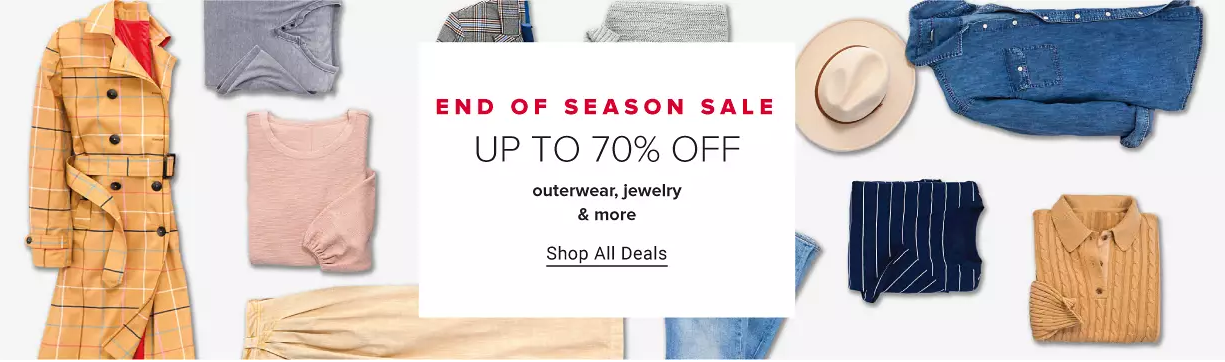 END OF SEASON SALE
UP TO 70% OFF
outerwear, jewelry
& more
Shop All Deals